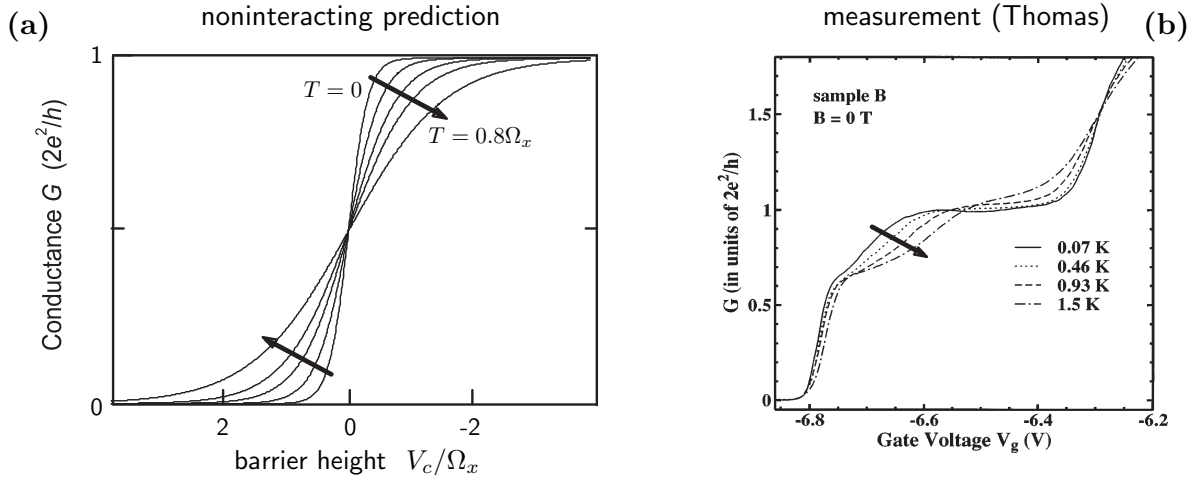 (a)
noninteracting prediction
Conductance G (2e²/h)
1
0
T = 0
T = 0.8Ωₓ
2
0
-2
barrier height V_c/Ωₓ
measurement (Thomas)
(b)
G (in units of 2e²/h)
1.5
1
0.5
0
sample B
B = 0 T
0.07 K
0.46 K
0.93 K
1.5 K
-6.8
-6.6
-6.4
-6.2
Gate Voltage V_g (V)